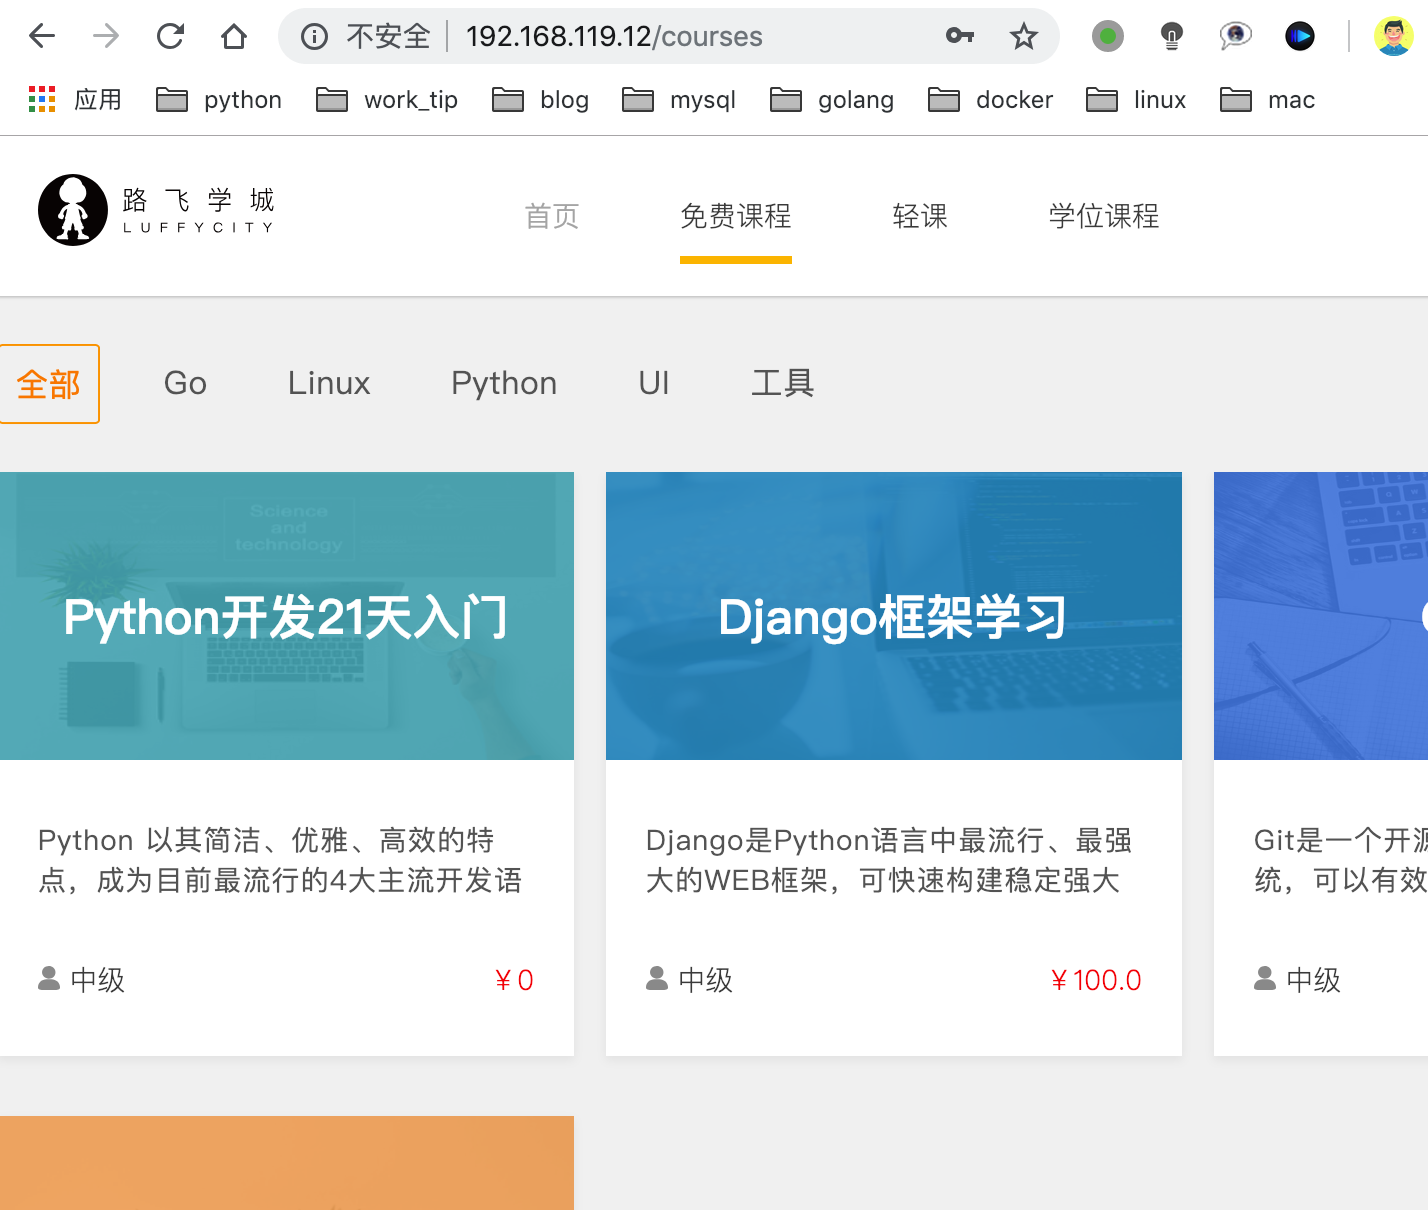 不安全 192.168.119.12/courses
应用 python work_tip blog mysql golang docker linux mac
路飞学城
LUFFYCITY
首页 免费课程 轻课 学位课程
全部 Go Linux Python UI 工具
Science
and
technology
Python开发21天入门 Django框架学习
Python 以其简洁、优雅、高效的特
点，成为目前最流行的4大主流开发语
中级 ¥0
Django是Python语言中最流行、最强
大的WEB框架，可快速构建稳定强大
中级 ¥100.0
Git是一个开源
统，可以有效
中级